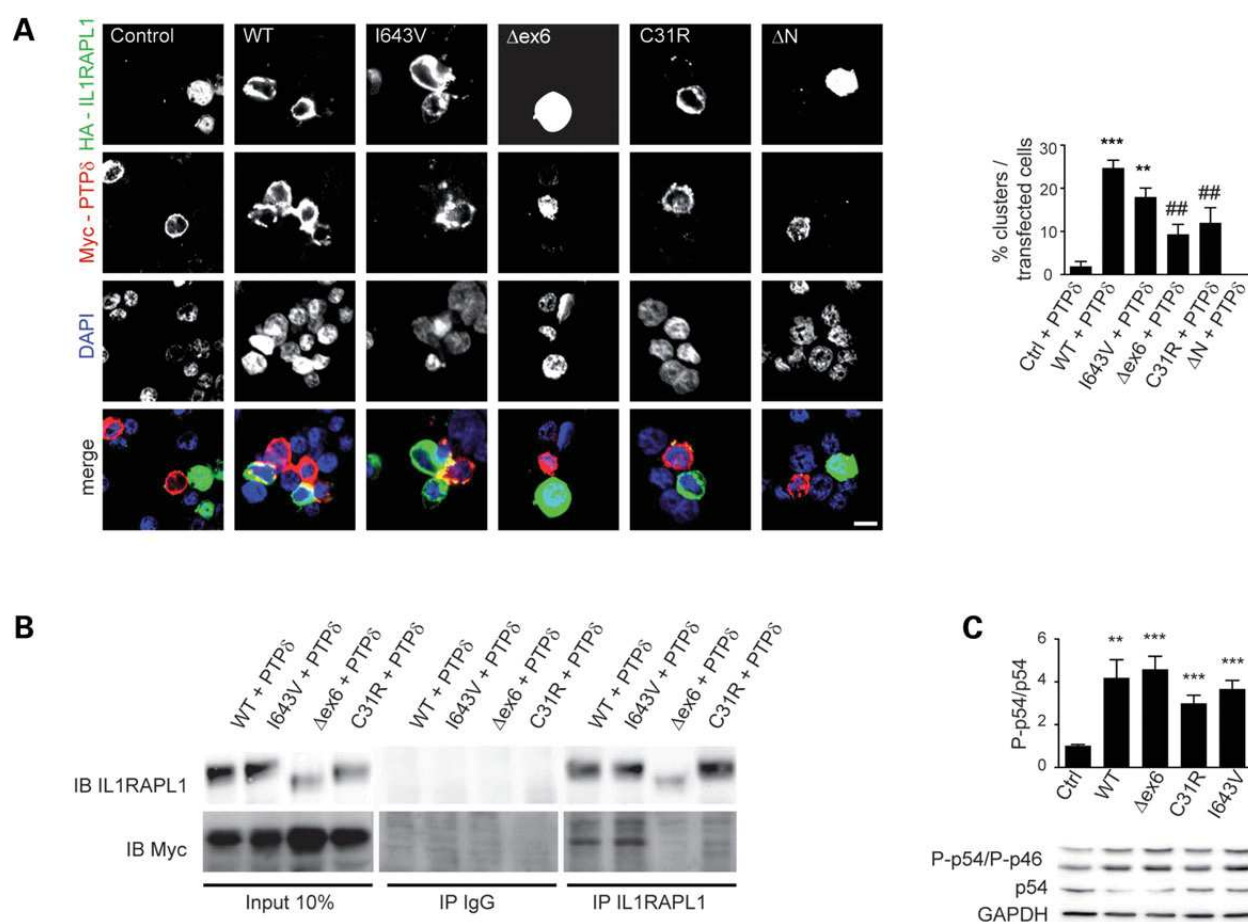 A
Control WT I643V Δex6 C31R ΔN
HA - IL1RAPL1
Myc - PTPδ
DAPI
merge
% clusters /
transfected cells
30
20
10
0
*** ** ## ##
Ctrl + PTPδ
WT + PTPδ
I643V + PTPδ
Δex6 + PTPδ
C31R + PTPδ
ΔN + PTPδ
B
WT + PTPδ
I643V + PTPδ
Δex6 + PTPδ
C31R + PTPδ
WT + PTPδ
I643V + PTPδ
Δex6 + PTPδ
C31R + PTPδ
WT + PTPδ
I643V + PTPδ
Δex6 + PTPδ
C31R + PTPδ
IB IL1RAPL1
IB Myc
Input 10% IP IgG IP IL1RAPL1
C
P-p54/p54
6
4
2
0
** *** *** ***
Ctrl
WT
Δex6
C31R
I643V
P-p54/P-p46
p54
GAPDH